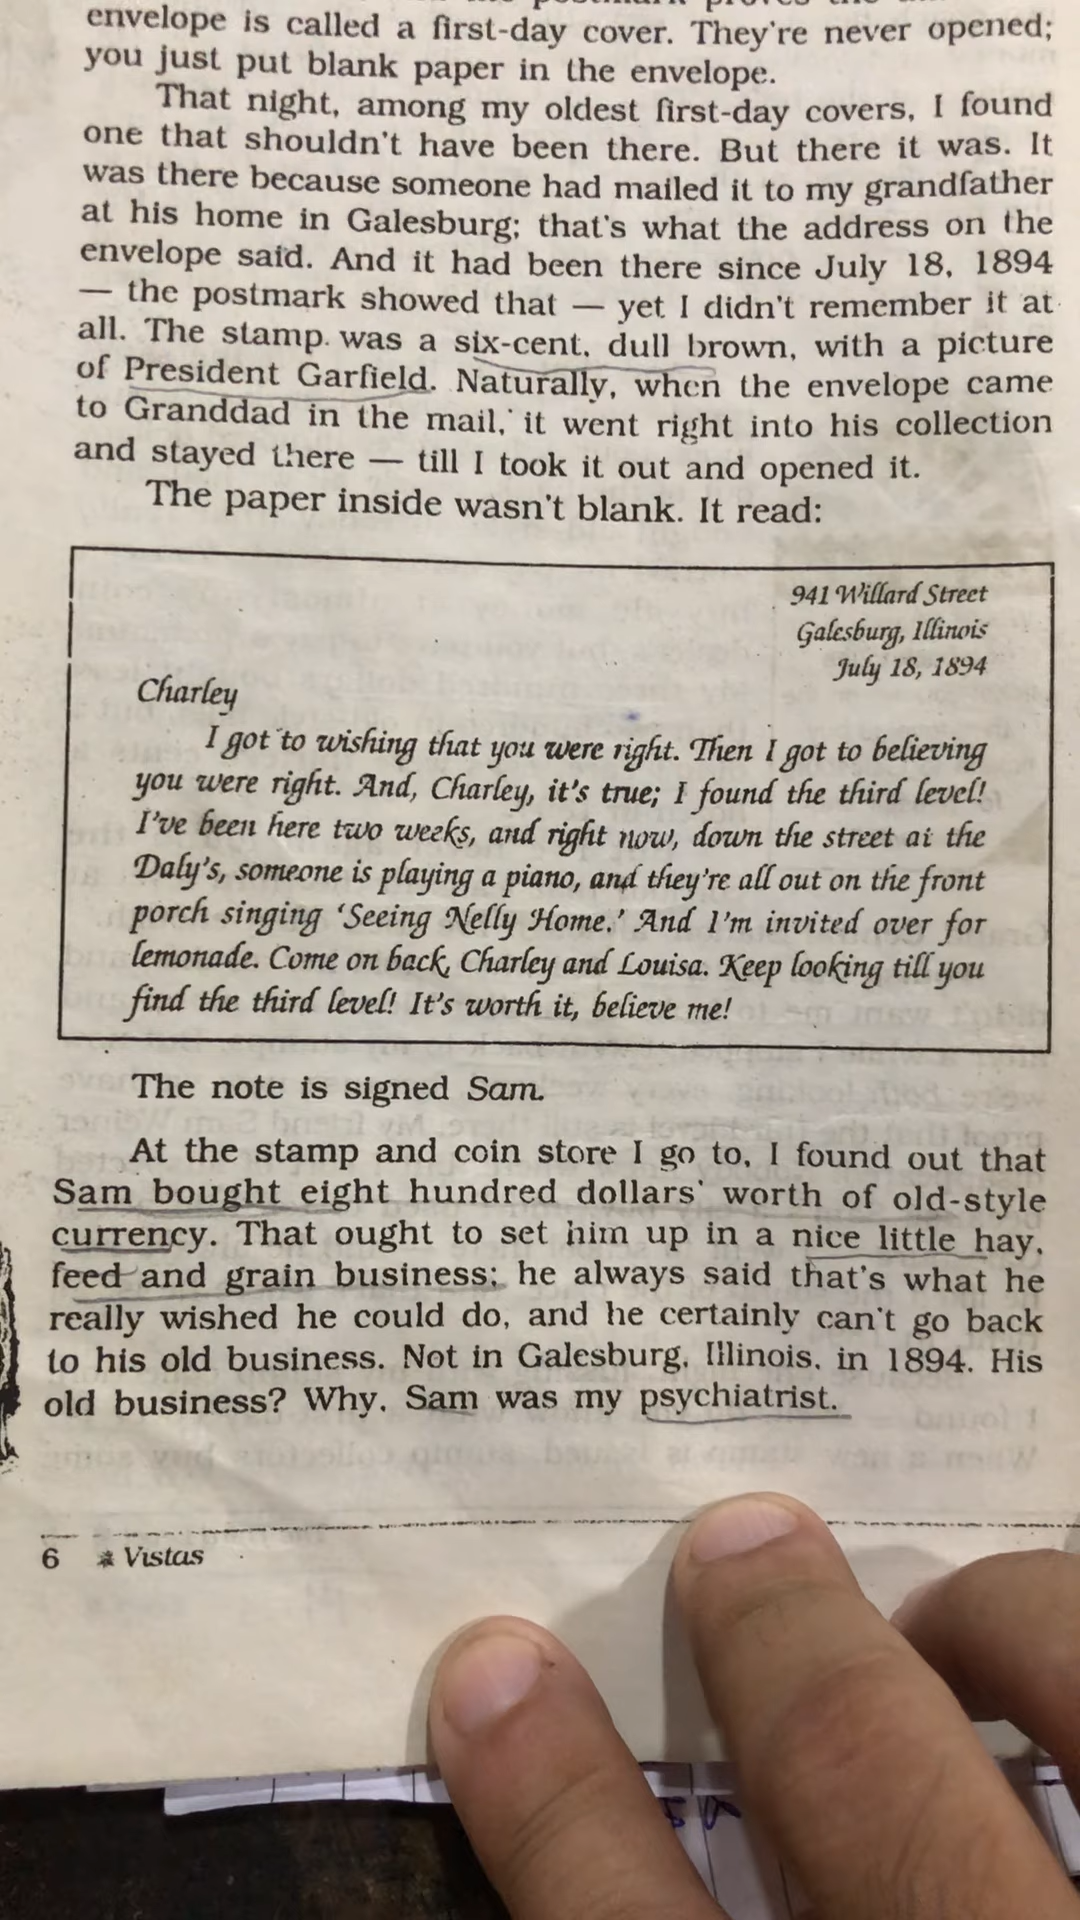 envelope is called a first-day cover. They're never opened;
you just put blank paper in the envelope.
That night, among my oldest first-day covers, I found
one that shouldn't have been there. But there it was. It
was there because someone had mailed it to my grandfather
at his home in Galesburg; that's what the address on the
envelope said. And it had been there since July 18, 1894
— the postmark showed that — yet I didn't remember it at
all. The stamp was a six-cent, dull brown, with a picture
of President Garfield. Naturally, when the envelope came
to Granddad in the mail, it went right into his collection
and stayed there — till I took it out and opened it.
The paper inside wasn't blank. It read:
941 Willard Street
Galesburg, Illinois
July 18, 1894
Charley
I got to wishing that you were right. Then I got to believing
you were right. And, Charley, it's true; I found the third level!
I've been here two weeks, and right now, down the street at the
Daly's, someone is playing a piano, and they're all out on the front
porch singing 'Seeing Nelly Home.' And I'm invited over for
lemonade. Come on back, Charley and Louisa. Keep looking till you
find the third level! It's worth it, believe me!
The note is signed Sam.
At the stamp and coin store I go to, I found out that
Sam bought eight hundred dollars' worth of old-style
currency. That ought to set him up in a nice little hay,
feed and grain business; he always said that's what he
really wished he could do, and he certainly can't go back
to his old business. Not in Galesburg, Illinois, in 1894. His
old business? Why, Sam was my psychiatrist.
6 Vistas